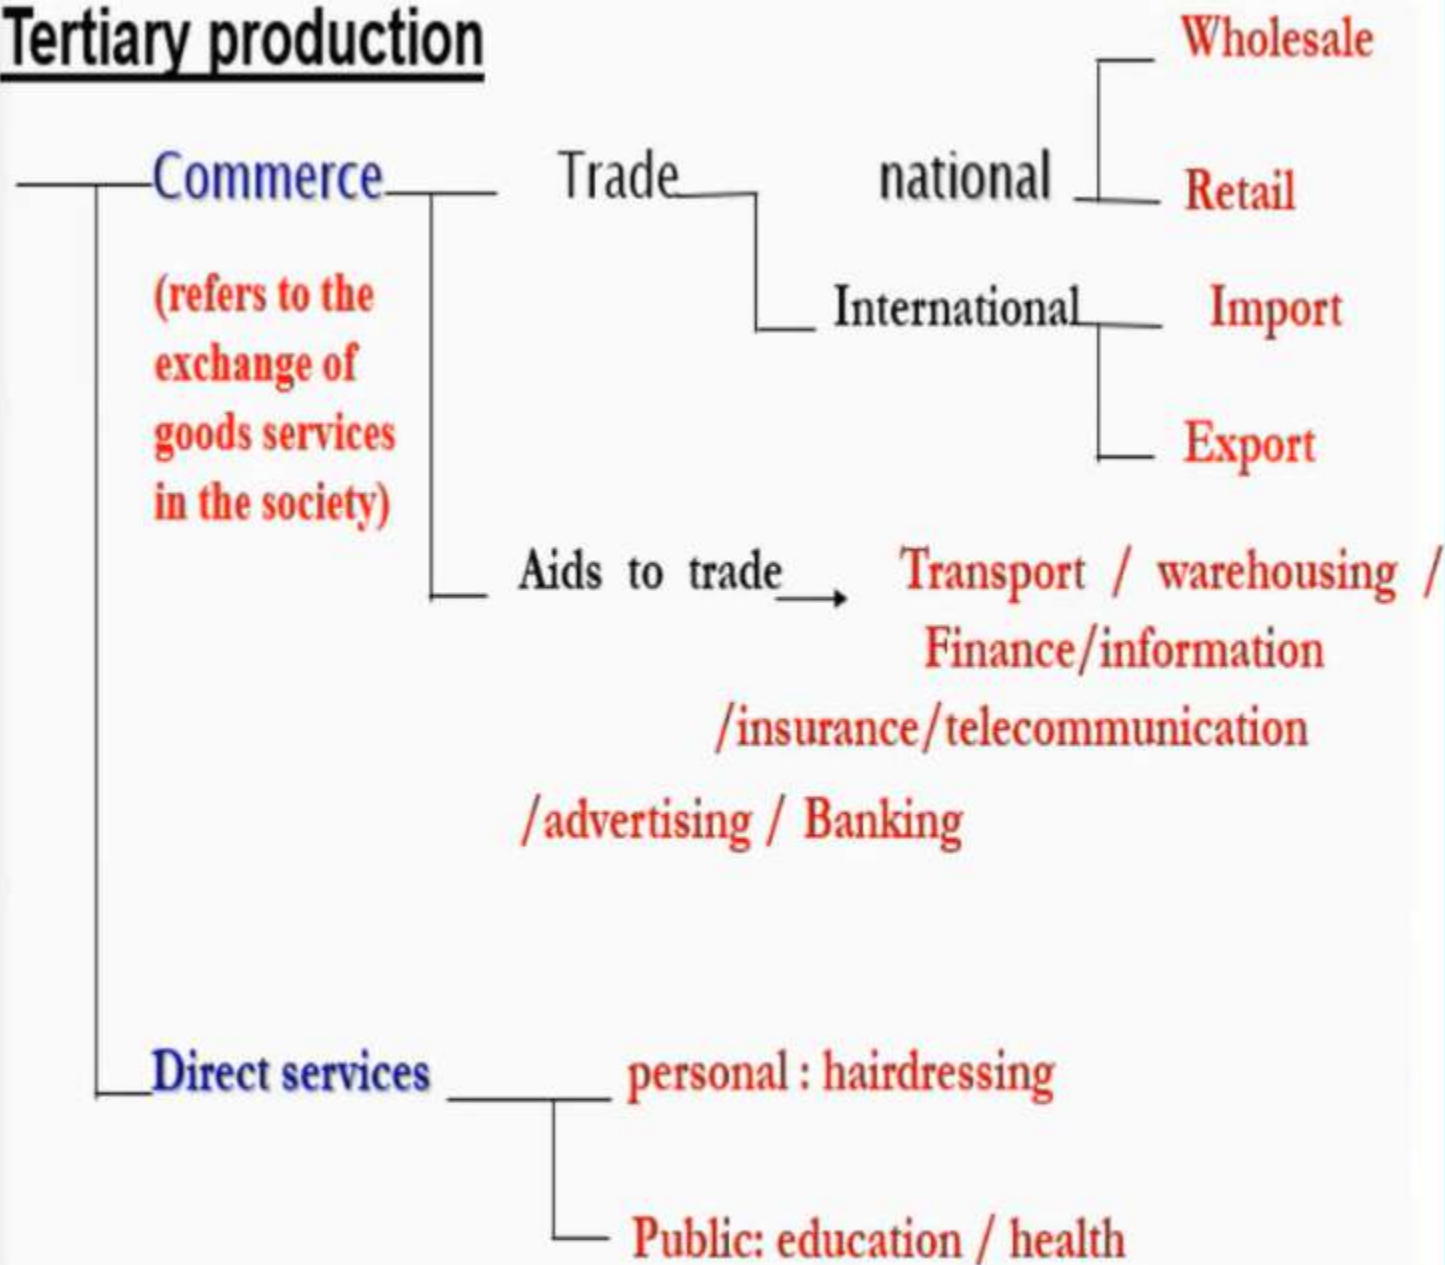 Tertiary production
Wholesale
Commerce Trade national Retail
(refers to the
exchange of
goods services
in the society)
International Import
Export
Aids to trade Transport / warehousing /
Finance/information
/insurance/telecommunication
/advertising / Banking
Direct services personal : hairdressing
Public: education / health